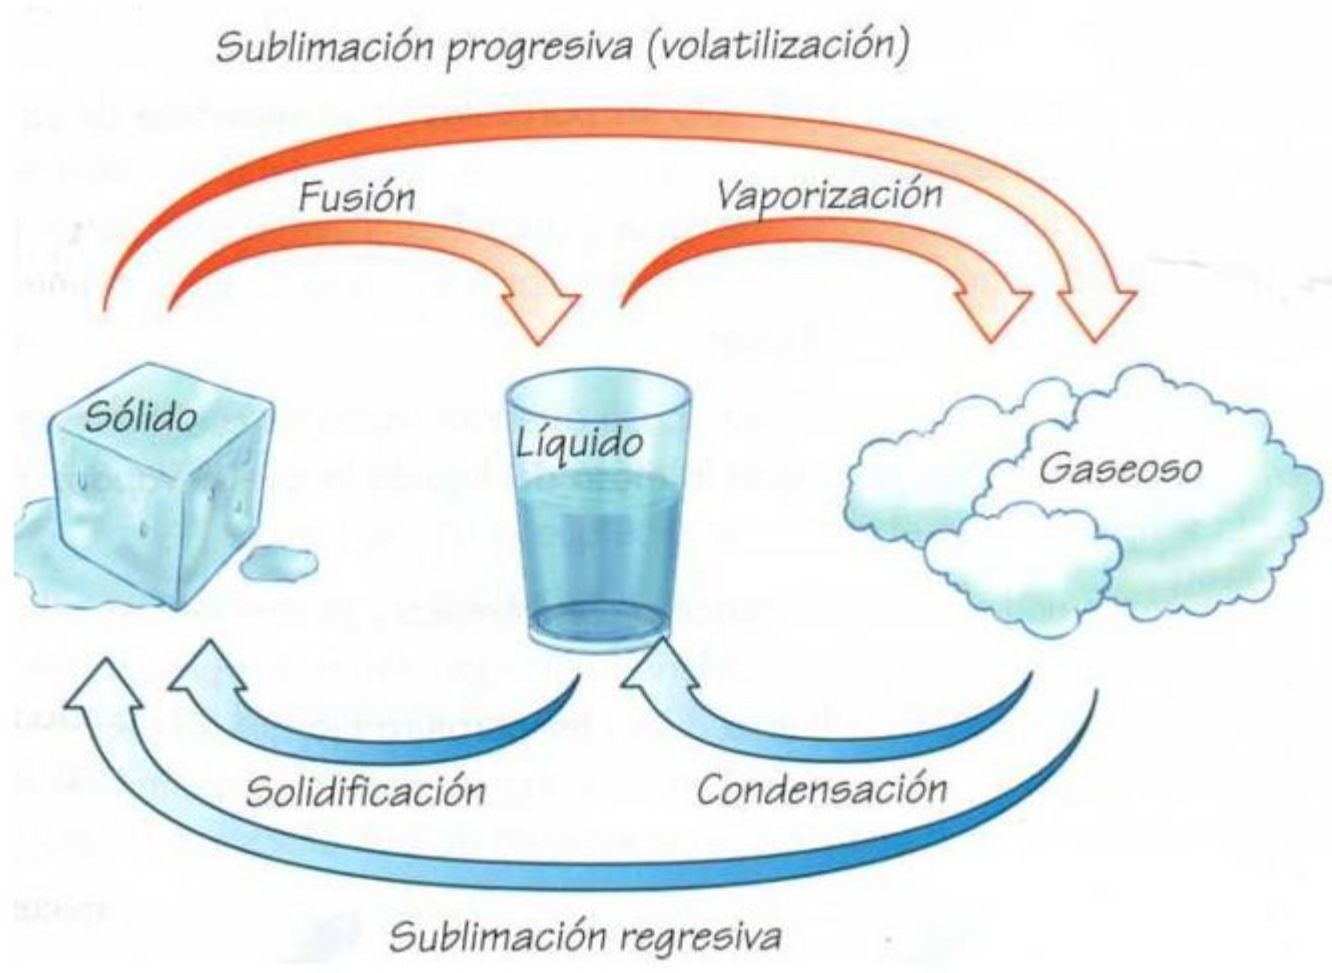 Sublimación progresiva (volatilización)
Fusión
Vaporización
Sólido
Líquido
Gaseoso
Solidificación
Condensación
Sublimación regresiva